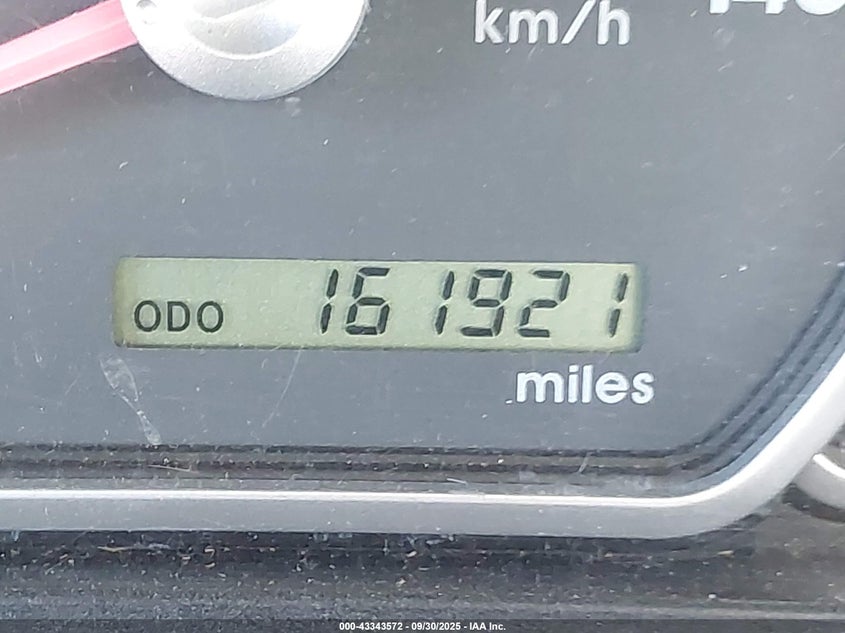 km/h
ODO 161921
miles
000-43343572 - 09/30/2025 - IAA Inc.